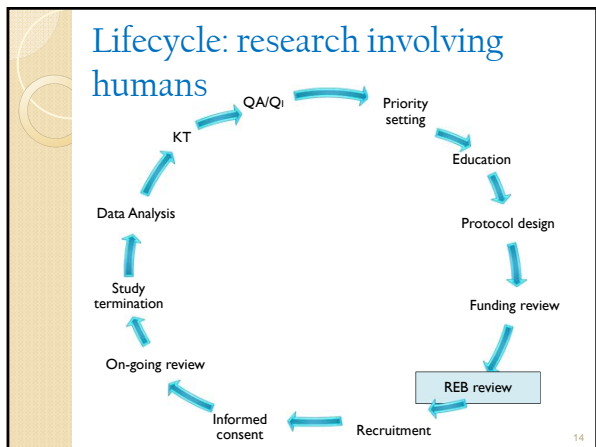 Lifecycle: research involving
humans
QA/QI
Priority
setting
Education
Protocol design
Funding review
REB review
Recruitment
Informed
consent
On-going review
Study
termination
Data Analysis
KT
14